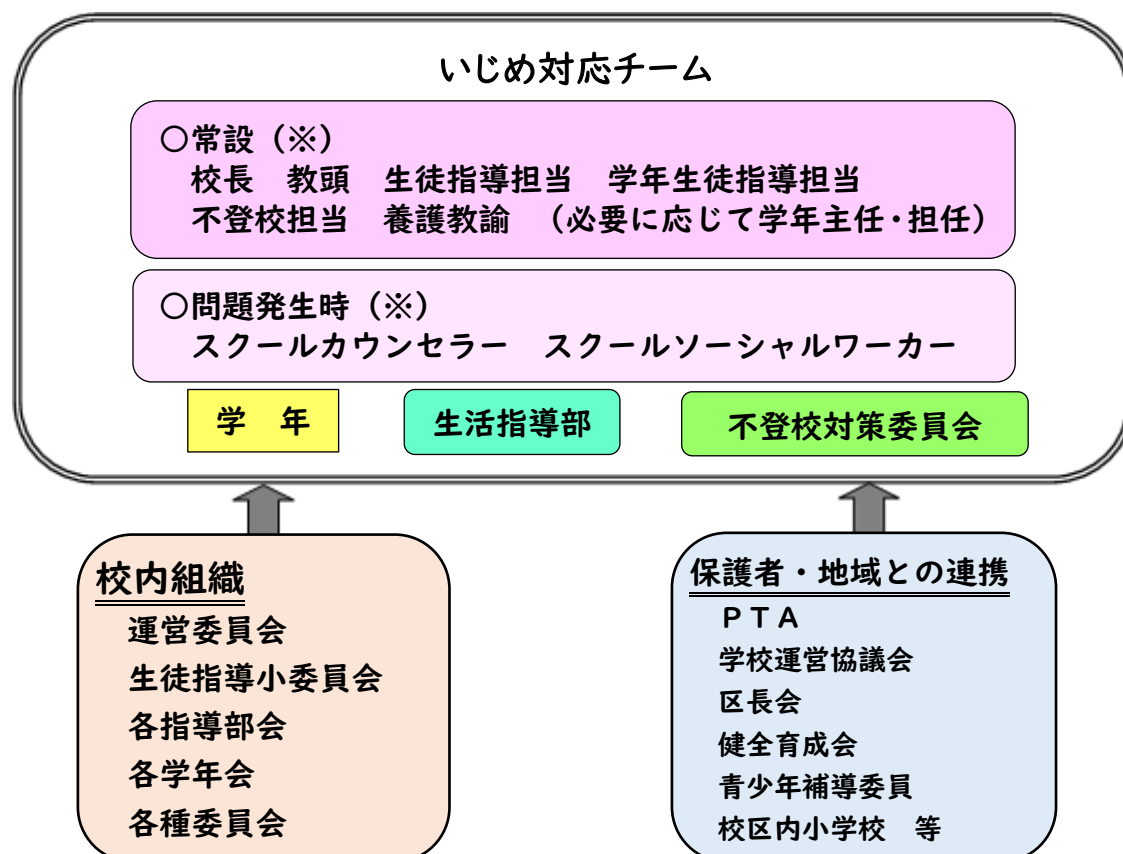 いじめ対応チーム
○常設（※）
校長　教頭　生徒指導担当　学年生徒指導担当
不登校担当　養護教諭　（必要に応じて学年主任・担任）
○問題発生時（※）
スクールカウンセラー　スクールソーシャルワーカー
学　年
生活指導部
不登校対策委員会
校内組織
運営委員会
生徒指導小委員会
各指導部会
各学年会
各種委員会
保護者・地域との連携
ＰＴＡ
学校運営協議会
区長会
健全育成会
青少年補導委員
校区内小学校　等